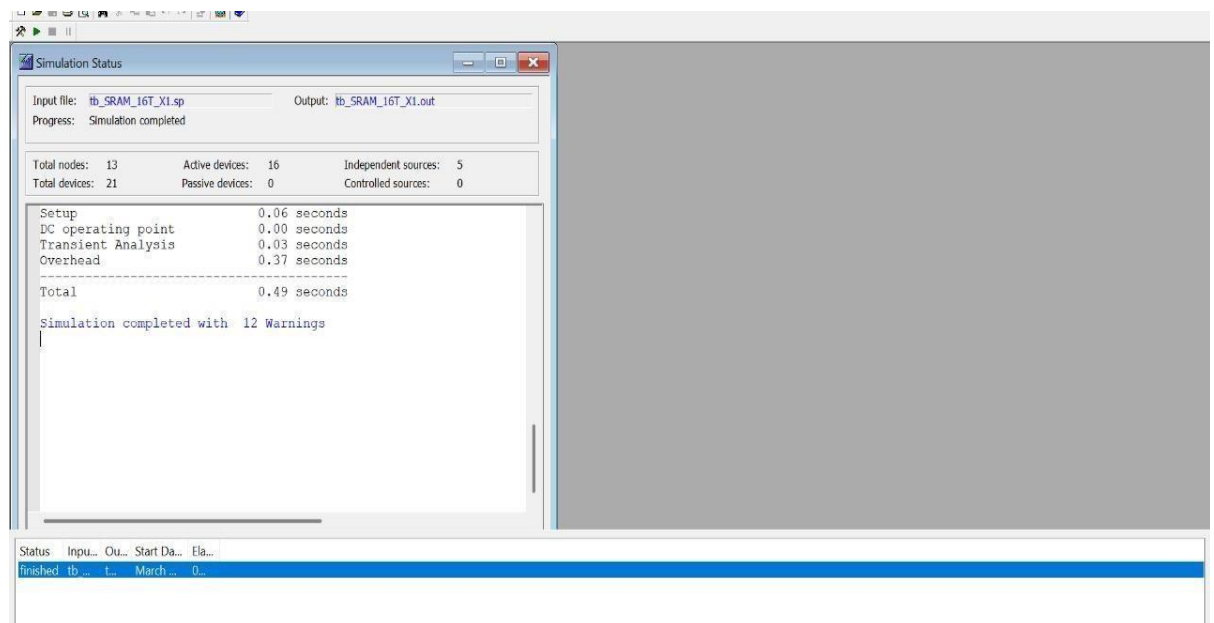 Simulation Status
Input file: tb_SRAM_16T_X1.sp Output: tb_SRAM_16T_X1.out
Progress: Simulation completed
Total nodes: 13 Active devices: 16 Independent sources: 5
Total devices: 21 Passive devices: 0 Controlled sources: 0
Setup 0.06 seconds
DC operating point 0.00 seconds
Transient Analysis 0.03 seconds
Overhead 0.37 seconds
-----------------------------------------
Total 0.49 seconds
Simulation completed with 12 Warnings
Status Inpu... Ou... Start Da... Ela...
finished tb_... t... March ... 0...